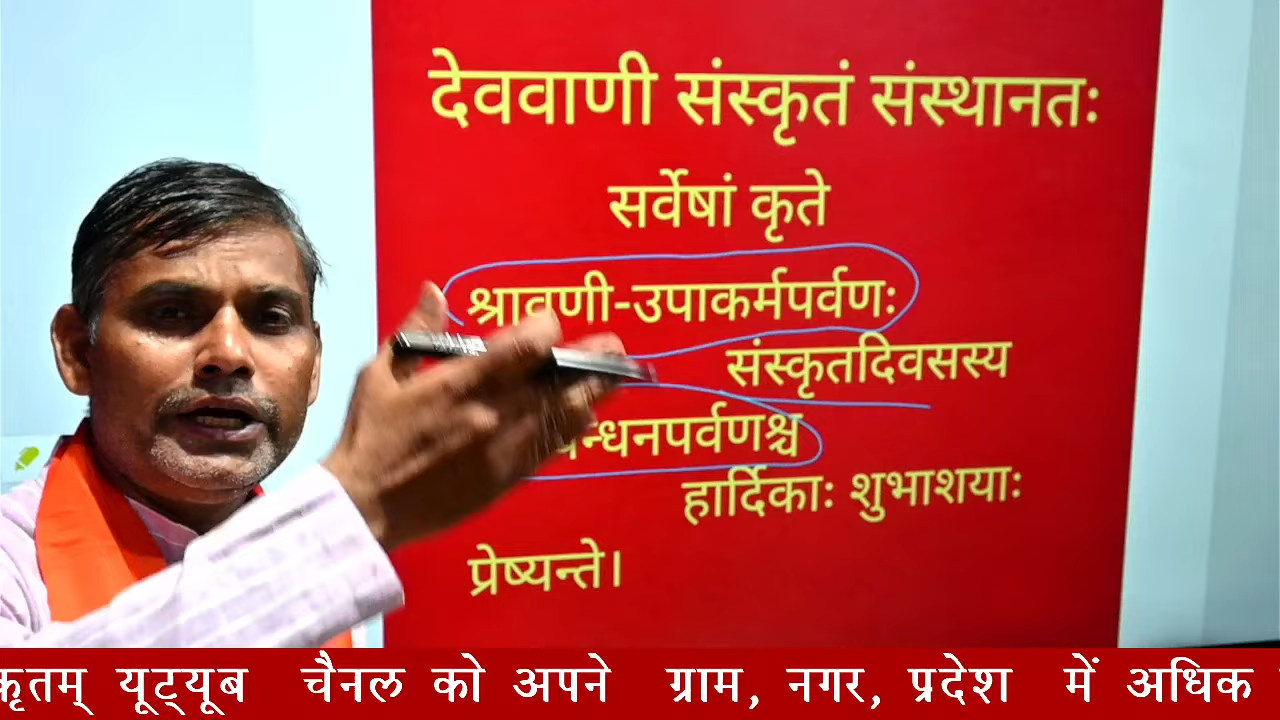 देववाणी संस्कृतं संस्थानतः
सर्वेषां कृते
श्रावणी-उपाकर्मपर्वणः
संस्कृतदिवसस्य
बन्धनपर्वणश्च
हार्दिकाः शुभाशयाः
प्रेष्यन्ते।
कृतम् यूट्यूब चैनल को अपने ग्राम, नगर, प्रदेश में अधिक